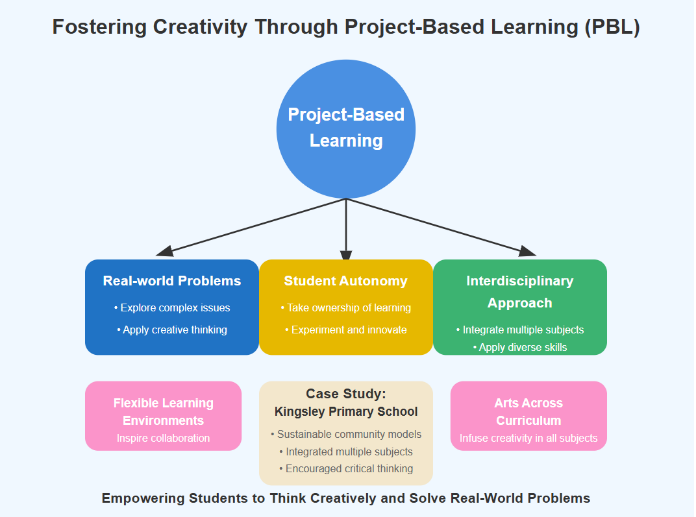 Fostering Creativity Through Project-Based Learning (PBL)
Project-Based
Learning
Real-world Problems
• Explore complex issues
• Apply creative thinking
Student Autonomy
• Take ownership of learning
• Experiment and innovate
Interdisciplinary
Approach
• Integrate multiple subjects
• Apply diverse skills
Flexible Learning
Environments
Inspire collaboration
Case Study:
Kingsley Primary School
• Sustainable community models
• Integrated multiple subjects
• Encouraged critical thinking
Arts Across
Curriculum
Infuse creativity in all subjects
Empowering Students to Think Creatively and Solve Real-World Problems